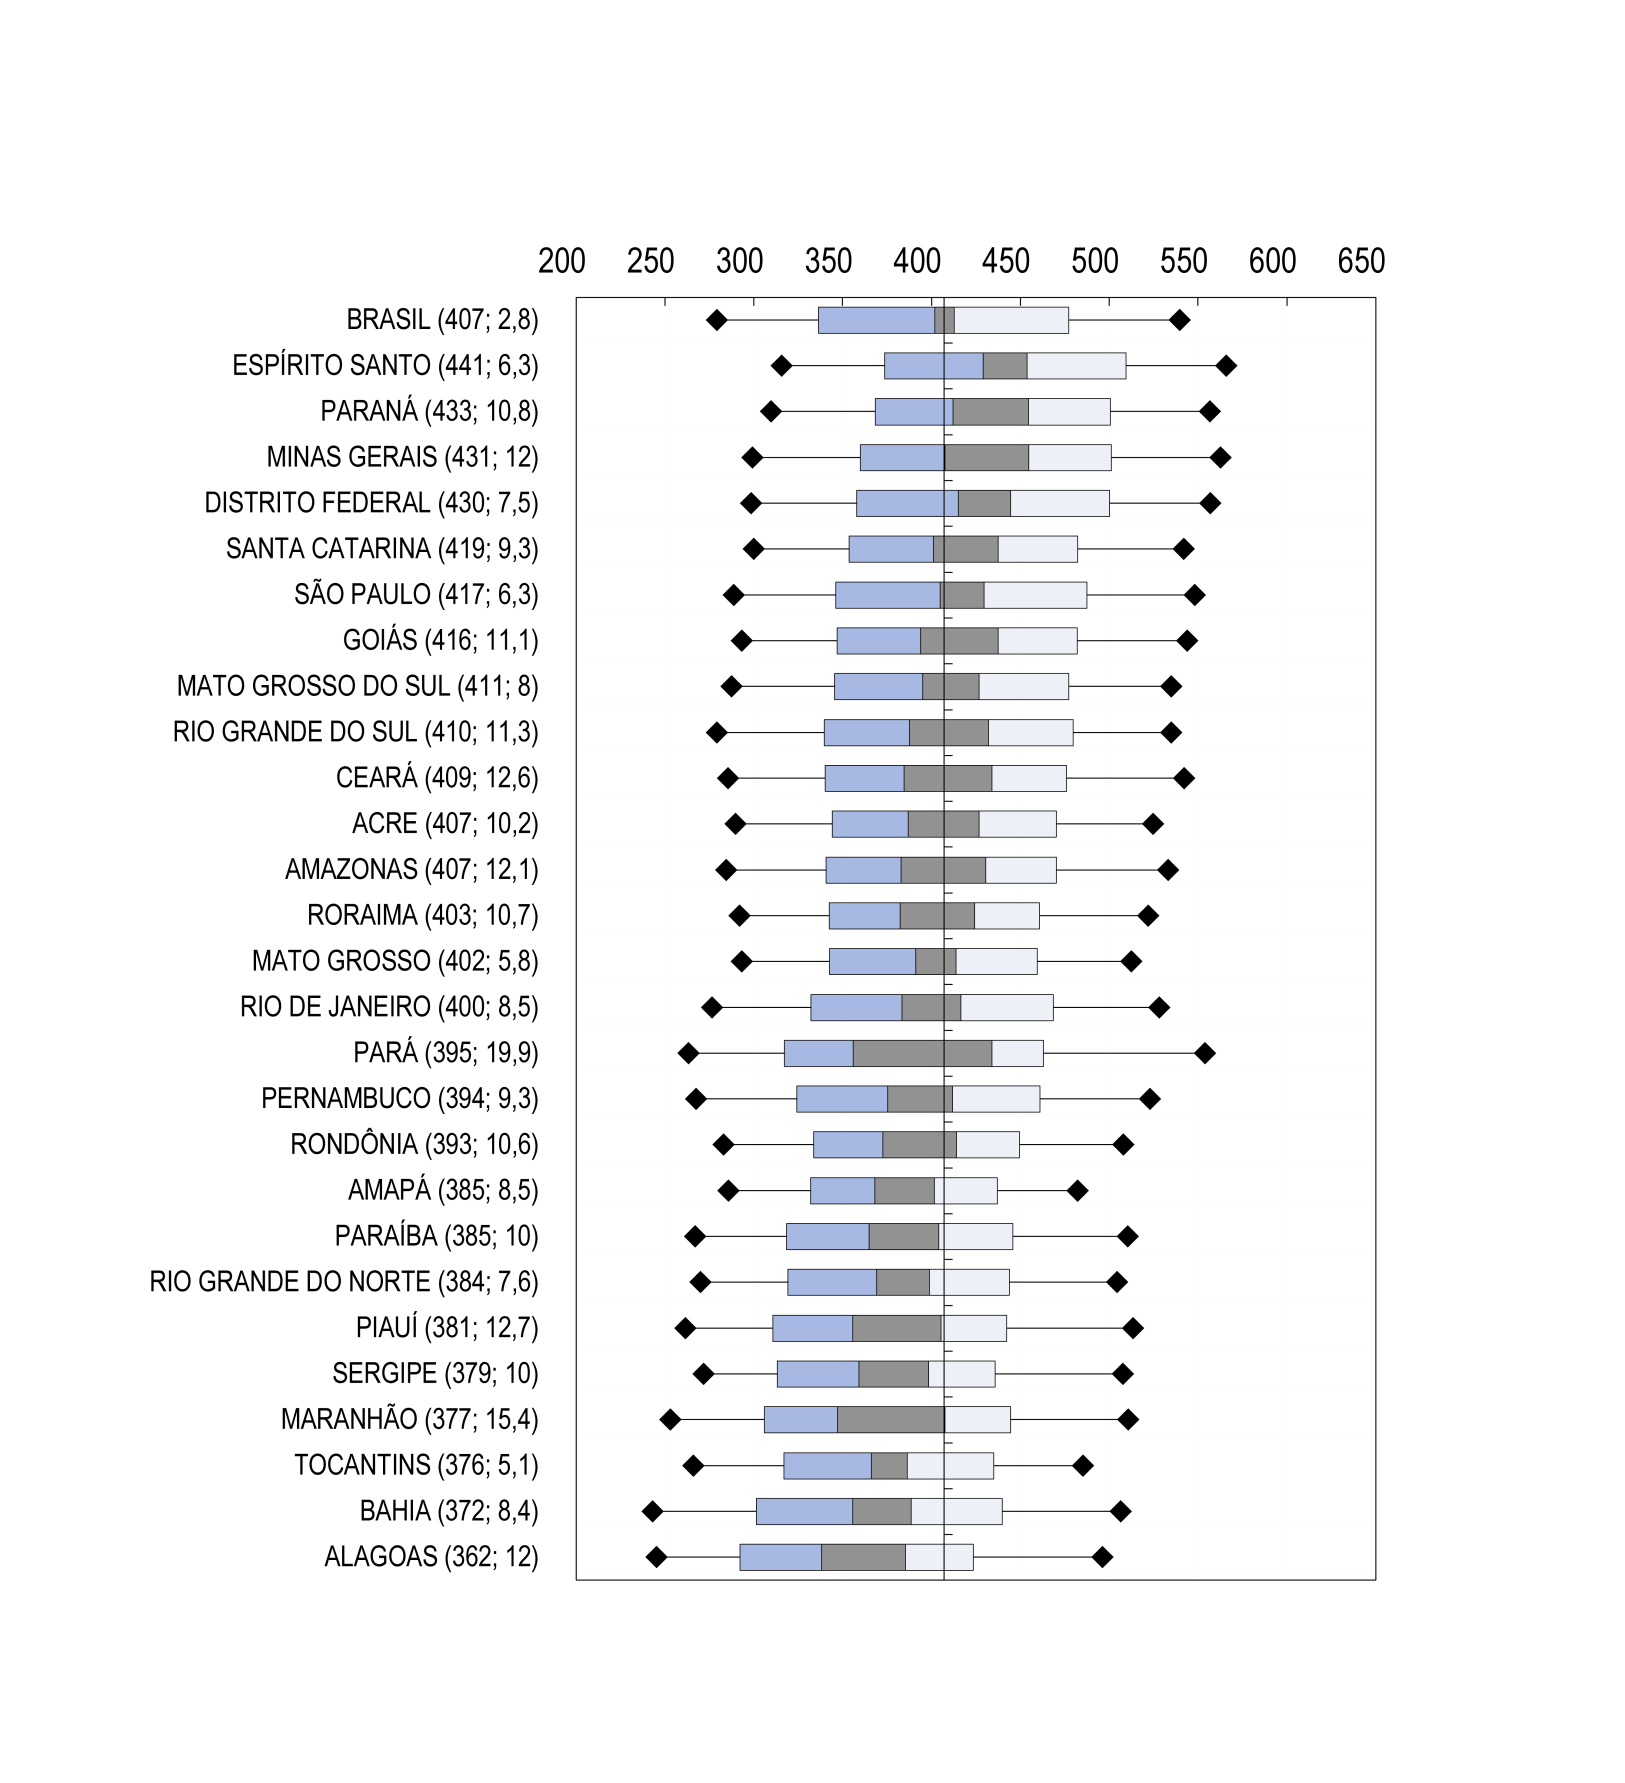 200 250 300 350 400 450 500 550 600 650
BRASIL (407; 2,8)
ESPÍRITO SANTO (441; 6,3)
PARANÁ (433; 10,8)
MINAS GERAIS (431; 12)
DISTRITO FEDERAL (430; 7,5)
SANTA CATARINA (419; 9,3)
SÃO PAULO (417; 6,3)
GOIÁS (416; 11,1)
MATO GROSSO DO SUL (411; 8)
RIO GRANDE DO SUL (410; 11,3)
CEARÁ (409; 12,6)
ACRE (407; 10,2)
AMAZONAS (407; 12,1)
RORAIMA (403; 10,7)
MATO GROSSO (402; 5,8)
RIO DE JANEIRO (400; 8,5)
PARÁ (395; 19,9)
PERNAMBUCO (394; 9,3)
RONDÔNIA (393; 10,6)
AMAPÁ (385; 8,5)
PARAÍBA (385; 10)
RIO GRANDE DO NORTE (384; 7,6)
PIAUÍ (381; 12,7)
SERGIPE (379; 10)
MARANHÃO (377; 15,4)
TOCANTINS (376; 5,1)
BAHIA (372; 8,4)
ALAGOAS (362; 12)